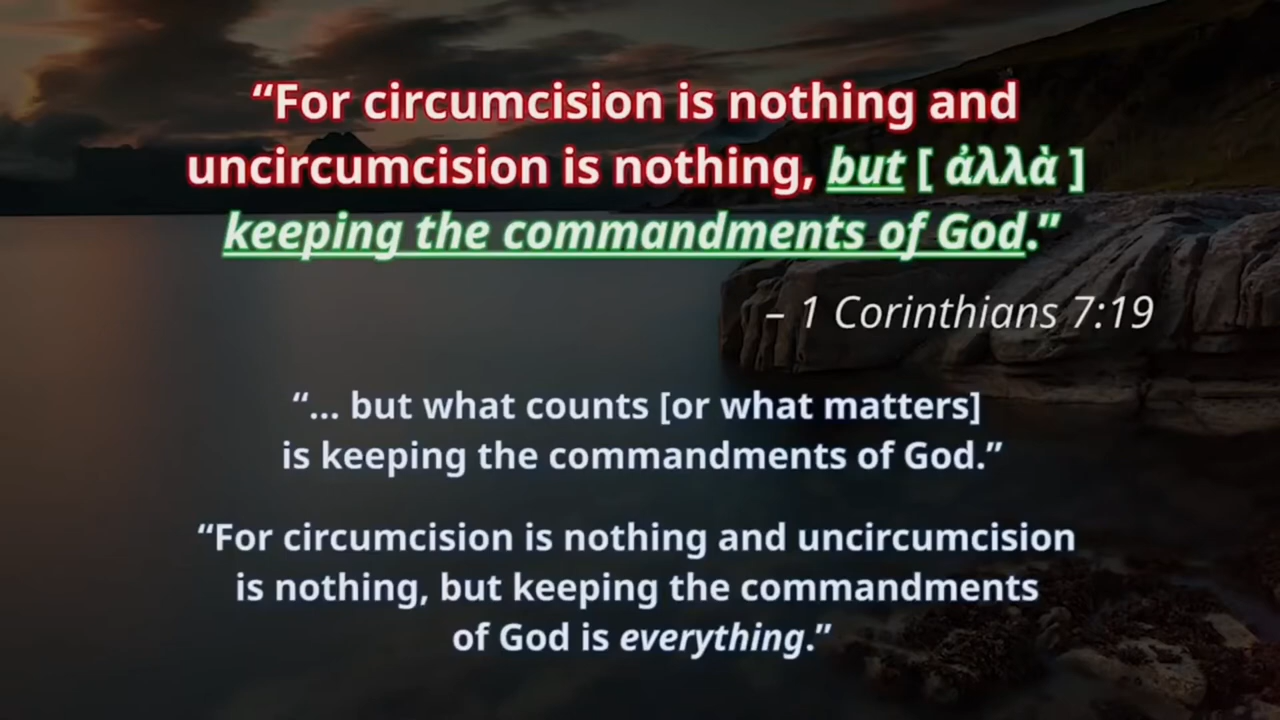 “For circumcision is nothing and
uncircumcision is nothing, but [ ἀλλὰ ]
keeping the commandments of God.”
– 1 Corinthians 7:19
“... but what counts [or what matters]
is keeping the commandments of God.”
“For circumcision is nothing and uncircumcision
is nothing, but keeping the commandments
of God is everything.”